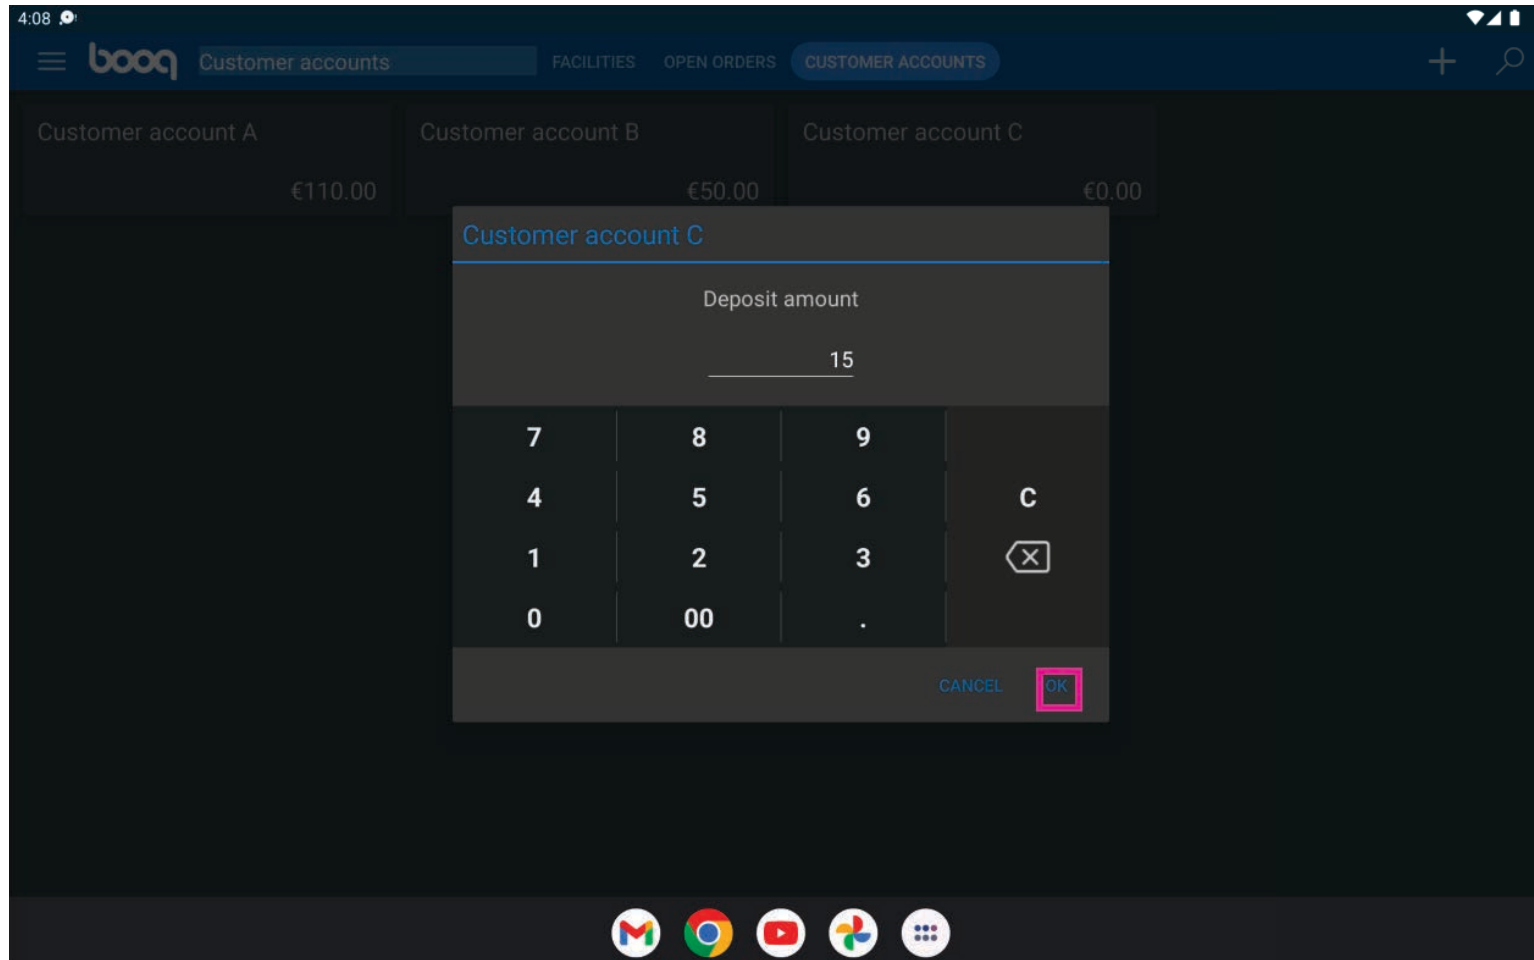 4:08
booq Customer accounts FACILITIES OPEN ORDERS CUSTOMER ACCOUNTS
Customer account A Customer account B Customer account C
€110.00 €50.00 €0.00
Customer account C
Deposit amount
15
7 8 9
4 5 6 C
1 2 3
0 00 .
CANCEL OK